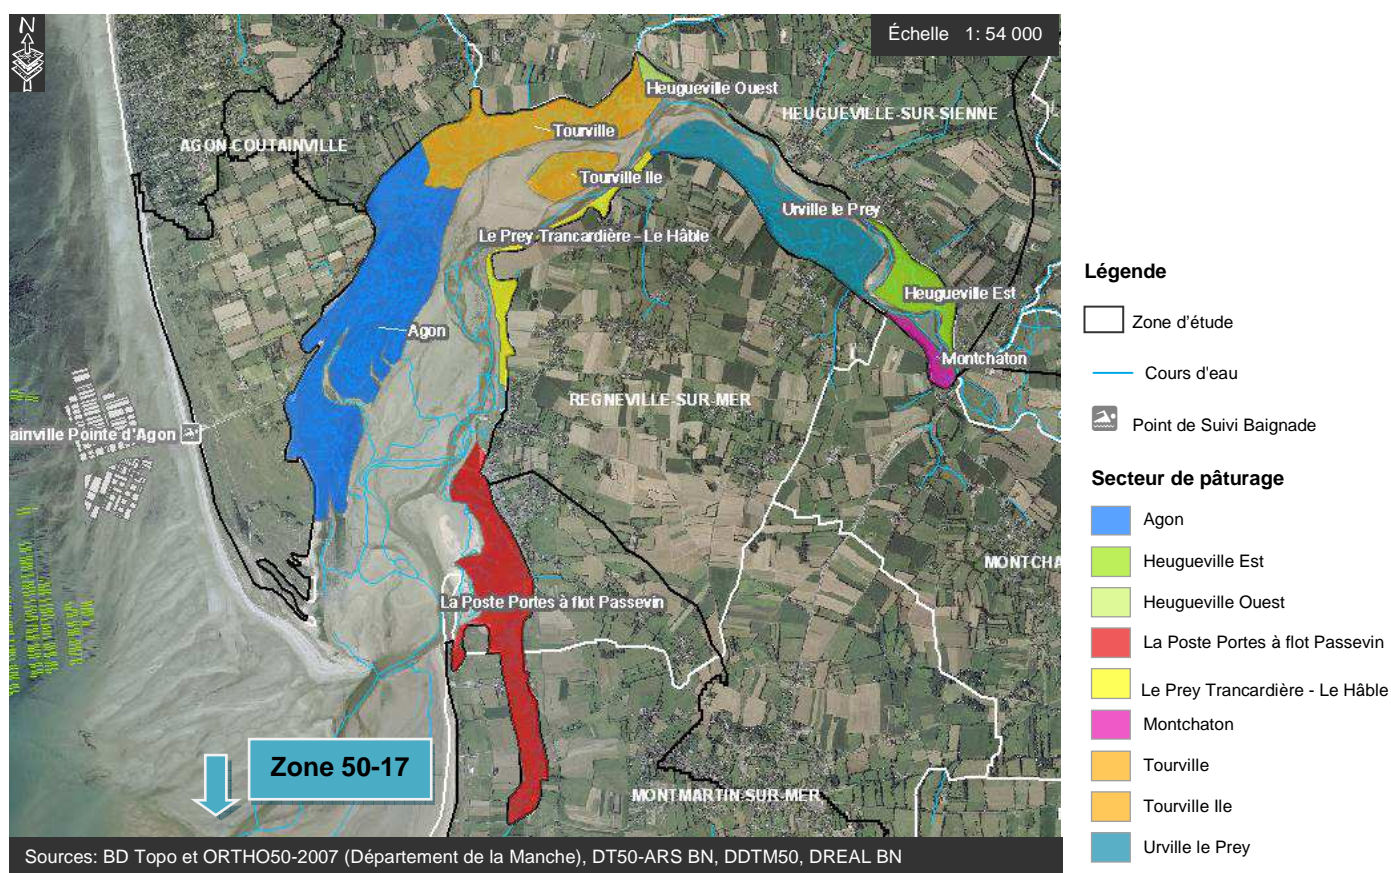 N
Échelle 1: 54 000
Heugueville Ouest
HEUGUEVILLE-SUR-SIENNE
Tourville
AGON-COUTAINVILLE
Tourville Ile
Urville le Prey
Le Prey Trancardière - Le Hâble
Heugueville Est
Agon
Montchaton
REGNEVILLE-SUR-MER
ainville Pointe d'Agon
MONTCHA
La Poste Portes à flot Passevin
Zone 50-17
MONTMARTIN-SUR-MER
Sources: BD Topo et ORTHO50-2007 (Département de la Manche), DT50-ARS BN, DDTM50, DREAL BN
Légende
Zone d'étude
Cours d'eau
Point de Suivi Baignade
Secteur de pâturage
Agon
Heugueville Est
Heugueville Ouest
La Poste Portes à flot Passevin
Le Prey Trancardière - Le Hâble
Montchaton
Tourville
Tourville Ile
Urville le Prey